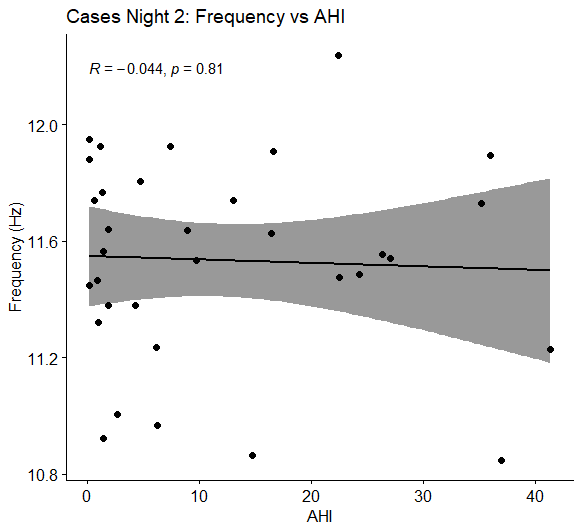 Cases Night 2: Frequency vs AHI
R = −0.044, p = 0.81
Frequency (Hz)
12.0
11.6
11.2
10.8
0 10 20 30 40
AHI